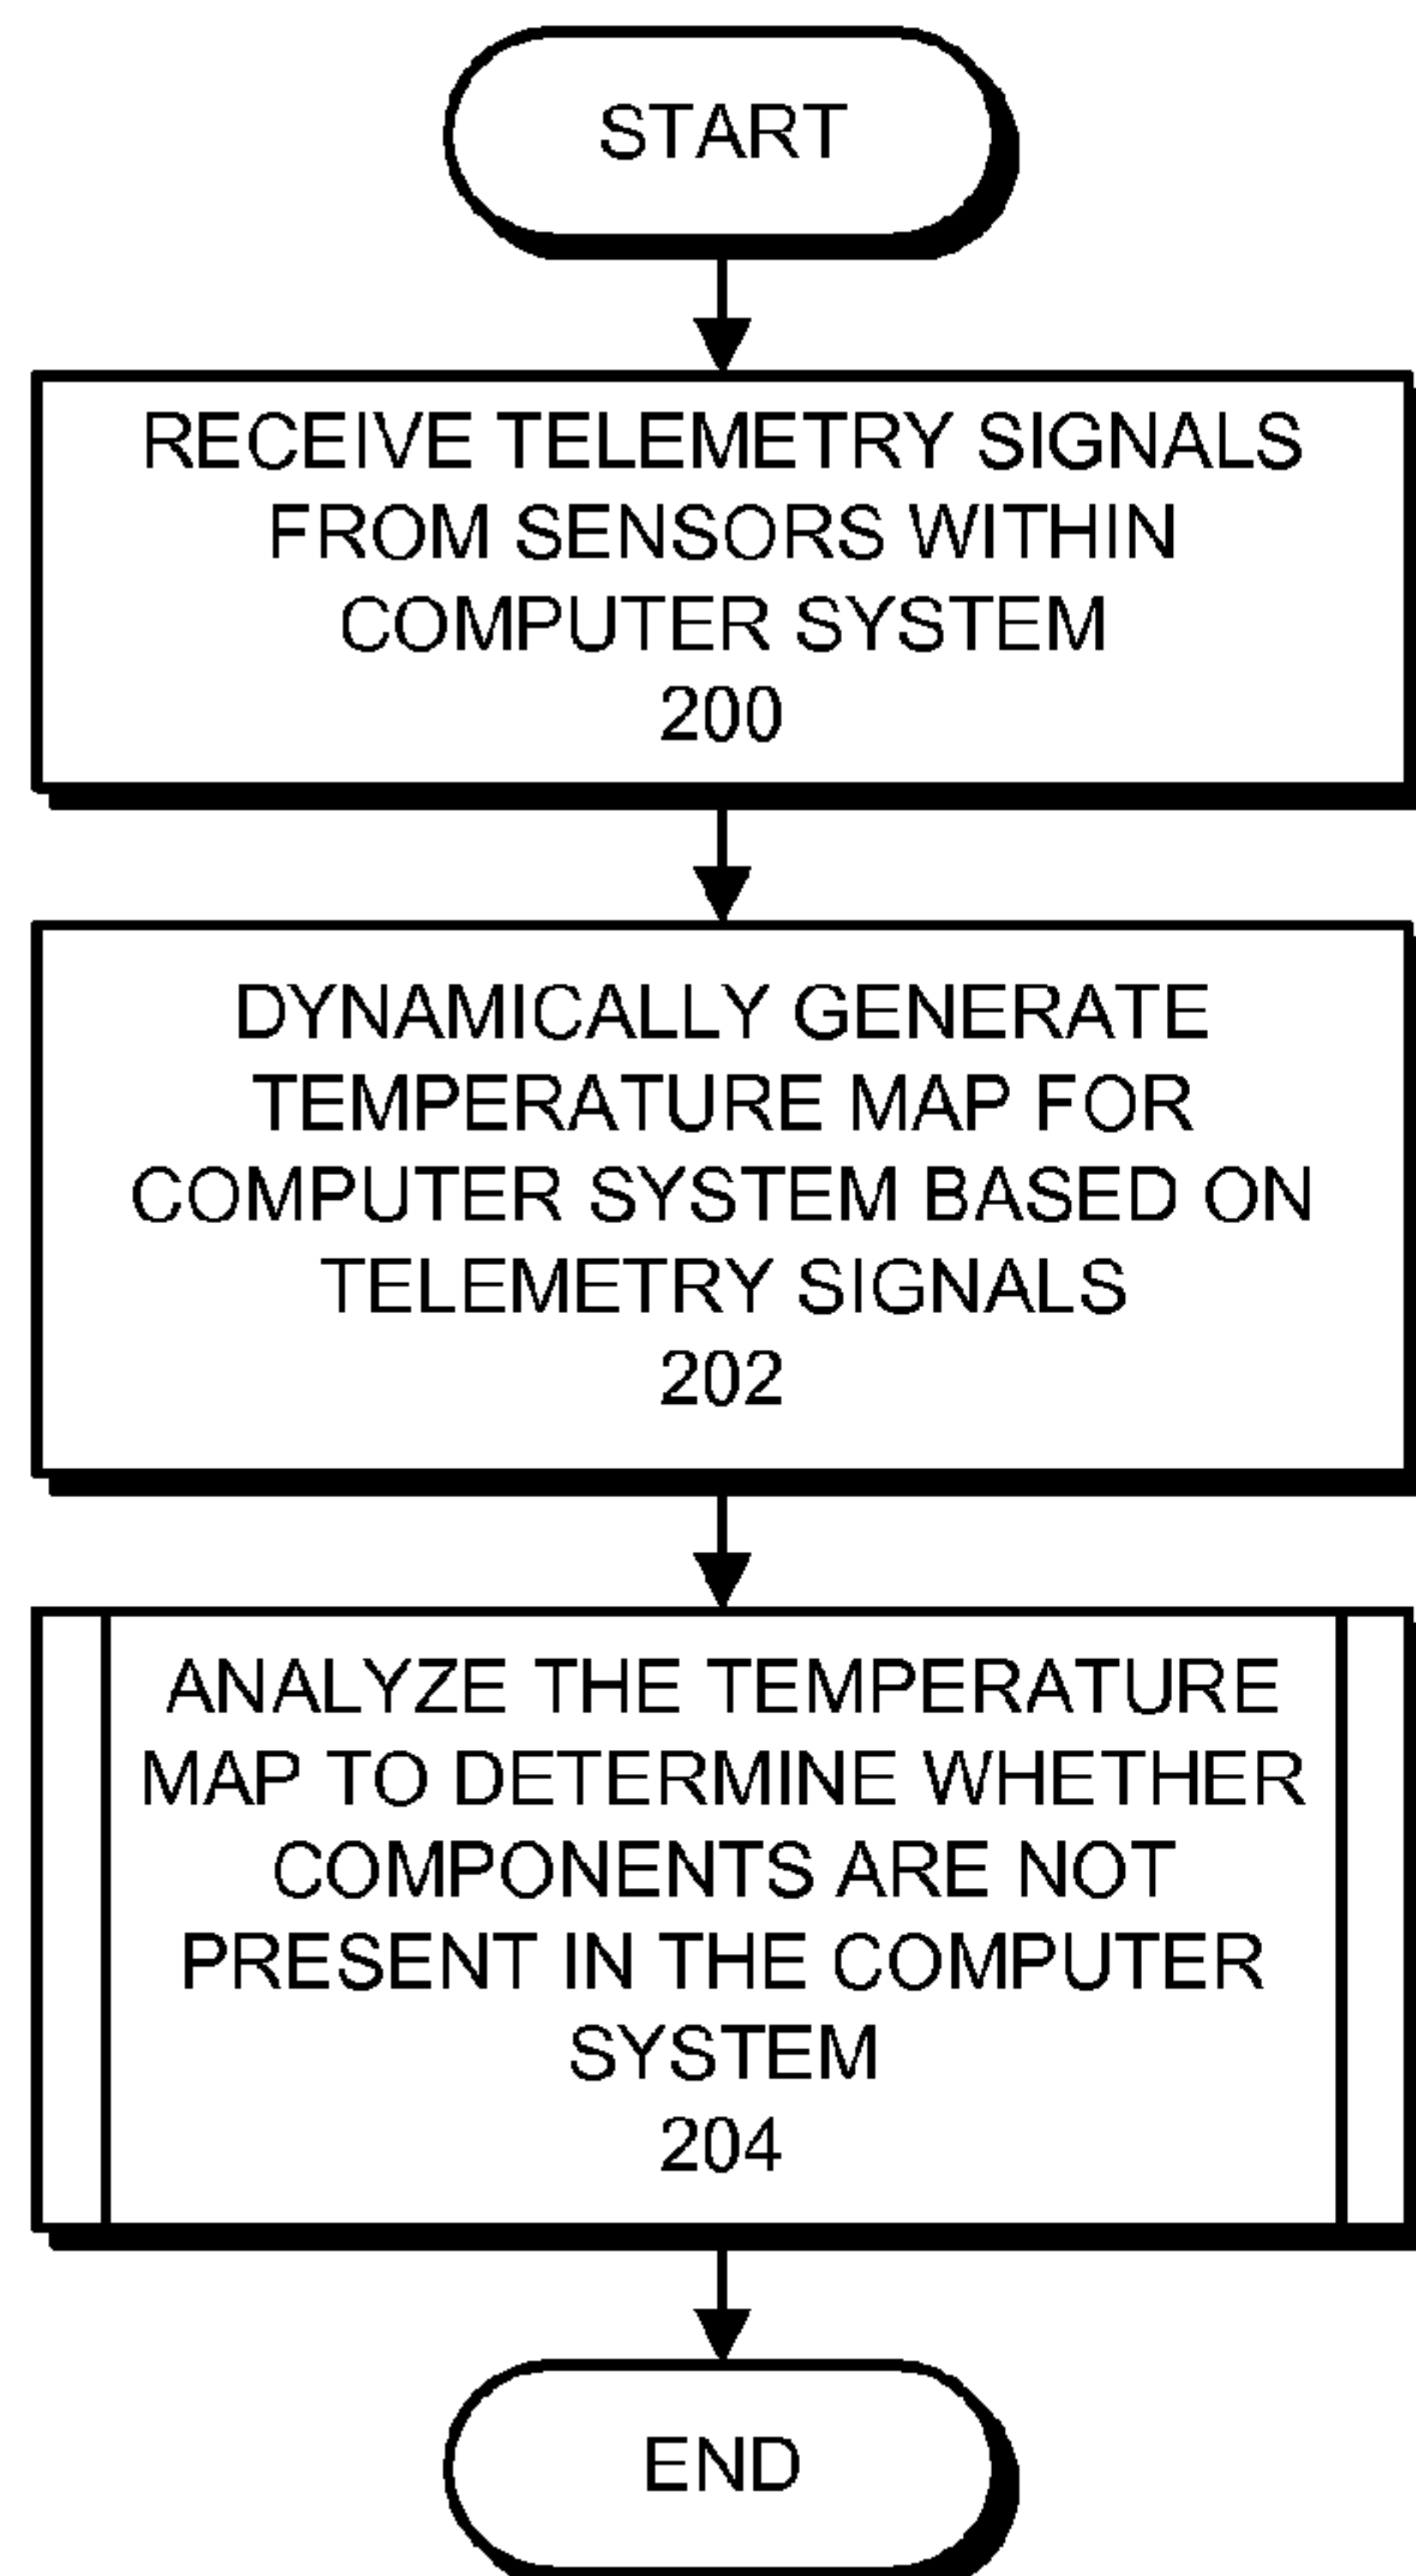 START
RECEIVE TELEMETRY SIGNALS
FROM SENSORS WITHIN
COMPUTER SYSTEM
200
DYNAMICALLY GENERATE
TEMPERATURE MAP FOR
COMPUTER SYSTEM BASED ON
TELEMETRY SIGNALS
202
ANALYZE THE TEMPERATURE
MAP TO DETERMINE WHETHER
COMPONENTS ARE NOT
PRESENT IN THE COMPUTER
SYSTEM
204
END